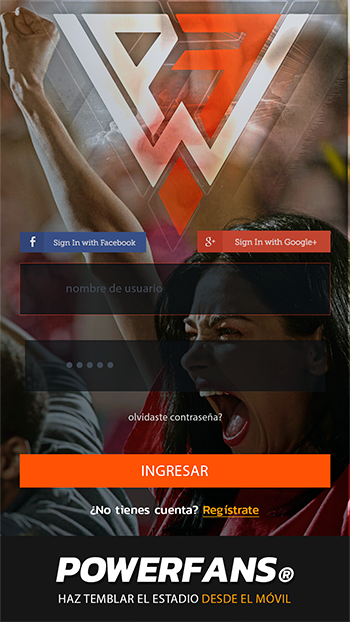 f Sign In with Facebook
g+ Sign In with Google+
nombre de usuario
olvidaste contraseña?
INGRESAR
¿No tienes cuenta? Regístrate
POWERFANS®
HAZ TEMBLAR EL ESTADIO DESDE EL MÓVIL